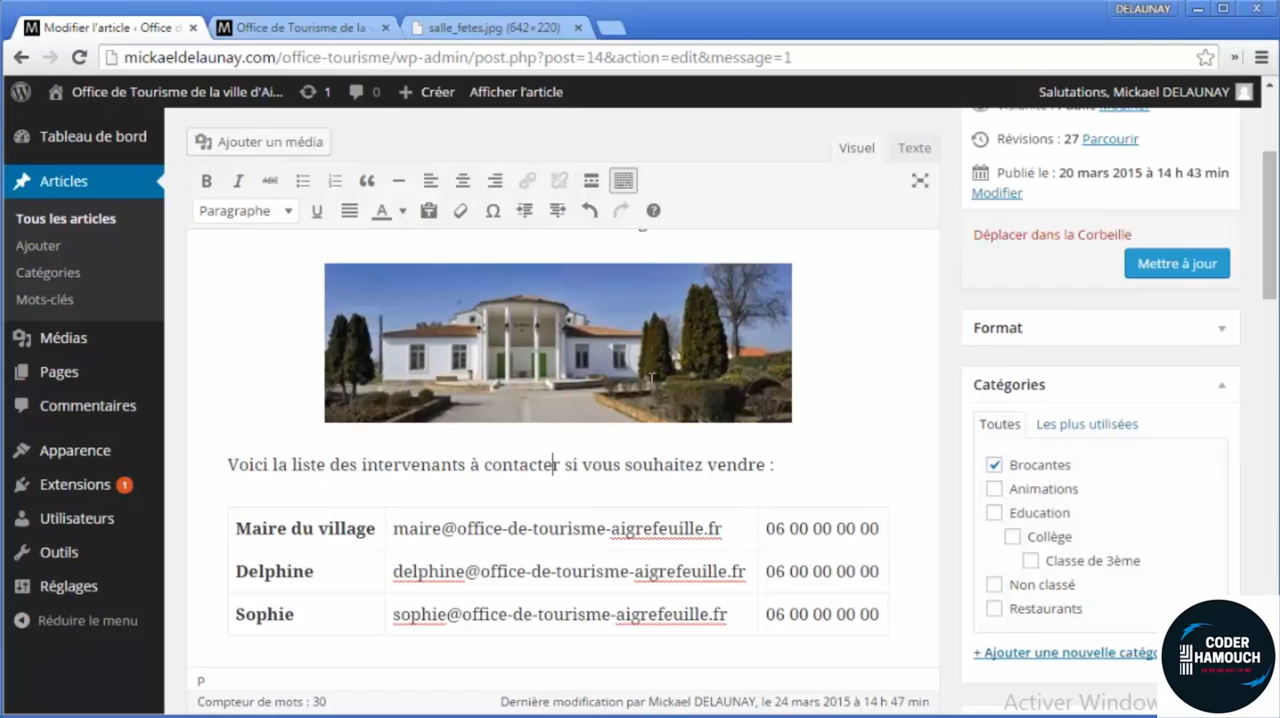 DELAUNAY
Modifier l'article ‹ Office d
Office de Tourisme de la
salle_fetes.jpg (642×220)
mickaeldelaunay.com/office-tourisme/wp-admin/post.php?post=14&action=edit&message=1
Office de Tourisme de la ville d'Ai... 1 0 Créer Afficher l'article
Salutations, Mickael DELAUNAY
Tableau de bord
Articles
Tous les articles
Ajouter
Catégories
Mots-clés
Médias
Pages
Commentaires
Apparence
Extensions 1
Utilisateurs
Outils
Réglages
Réduire le menu
Ajouter un média
Visuel Texte
B I ABC
Paragraphe U A Ω
Voici la liste des intervenants à contacter si vous souhaitez vendre :
Maire du village maire@office-de-tourisme-aigrefeuille.fr 06 00 00 00 00
Delphine delphine@office-de-tourisme-aigrefeuille.fr 06 00 00 00 00
Sophie sophie@office-de-tourisme-aigrefeuille.fr 06 00 00 00 00
P
Compteur de mots : 30
Dernière modification par Mickael DELAUNAY, le 24 mars 2015 à 14 h 47 min
Visibilité : Public Modifier
Révisions : 27 Parcourir
Publié le : 20 mars 2015 à 14 h 43 min
Modifier
Déplacer dans la Corbeille
Mettre à jour
Format
Catégories
Toutes Les plus utilisées
Brocantes
Animations
Education
Collège
Classe de 3ème
Non classé
Restaurants
+ Ajouter une nouvelle catégo
Activer Window
CODER
HAMOUCH